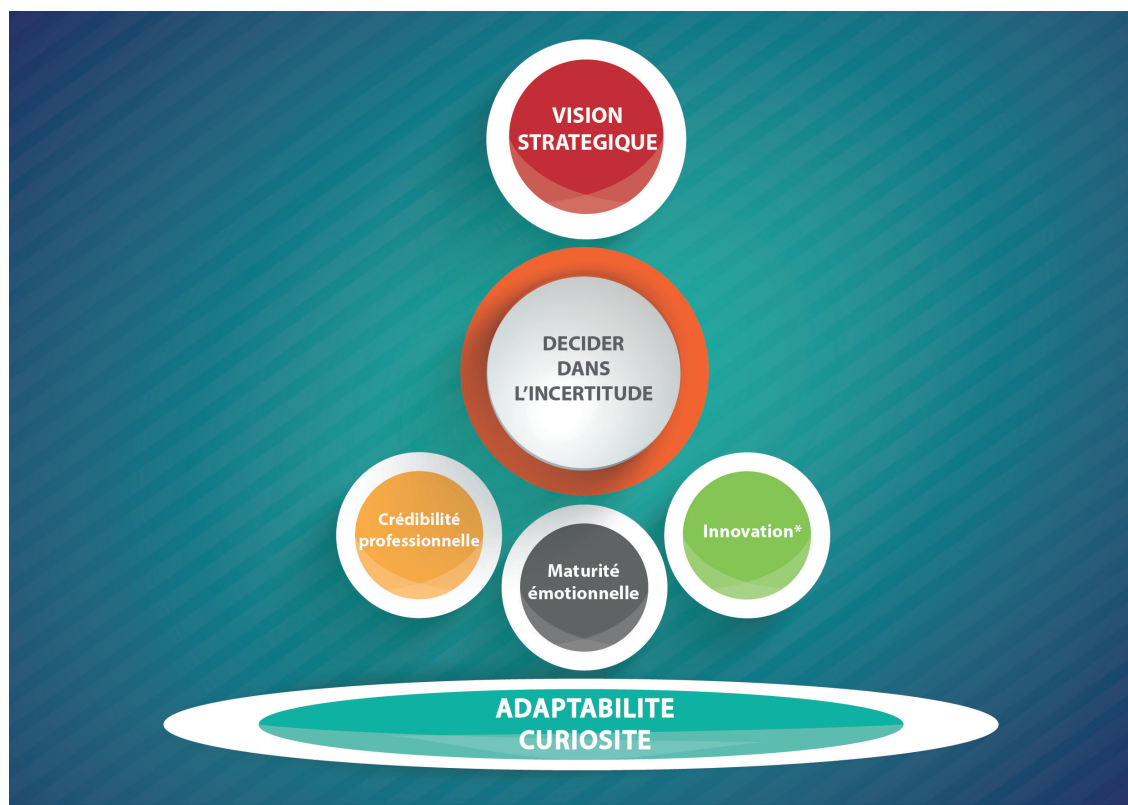 VISION
STRATEGIQUE
DECIDER
DANS
L’INCERTITUDE
Crédibilité
professionnelle
Maturité
émotionnelle
Innovation*
ADAPTABILITE
CURIOSITE